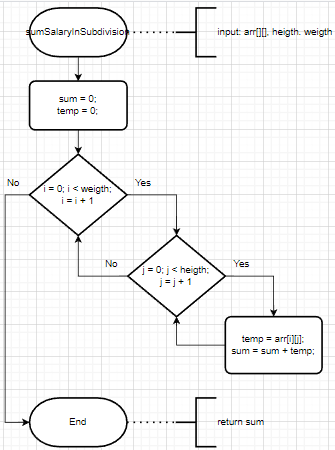 sumSalaryInSubdivision
input: arr[][], heigth. weigth
sum = 0;
temp = 0;
No
Yes
i = 0; i < weigth;
i = i + 1
No
Yes
j = 0; j < heigth;
j = j + 1
temp = arr[i][j];
sum = sum + temp;
End
return sum